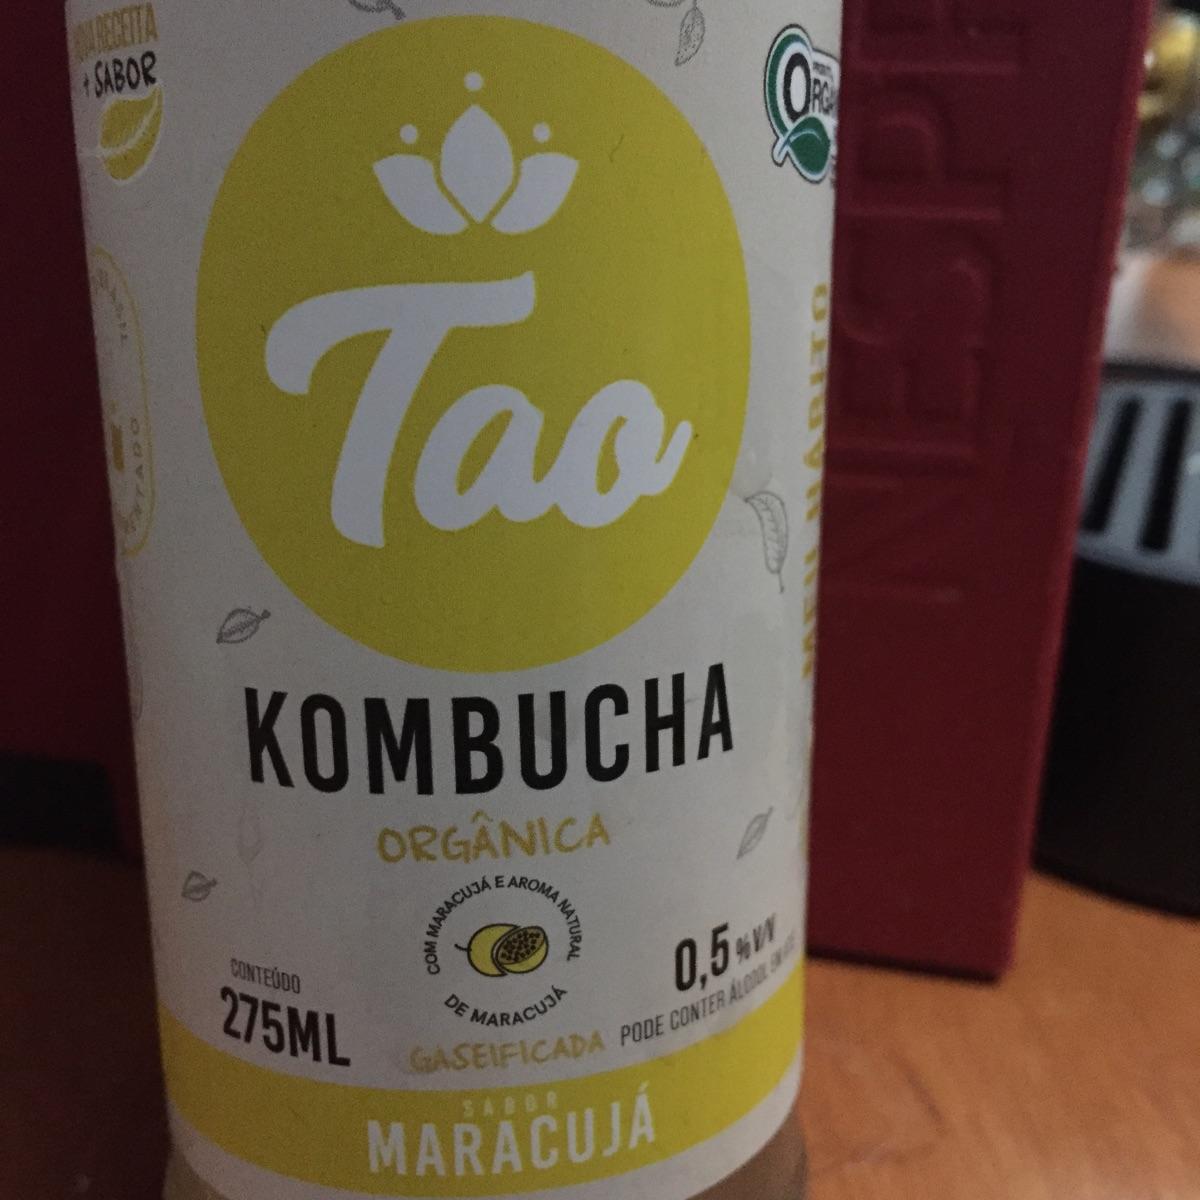 + SABOR
Tao
KOMBUCHA
ORGÂNICA
COM MARACUJÁ E AROMA NATURAL
DE MARACUJÁ
CONTEÚDO
275ML
0,5 % V/V
PODE CONTER ÁLCOOL EM
GASEIFICADA
SABOR
MARACUJÁ
MEU HÁBITO